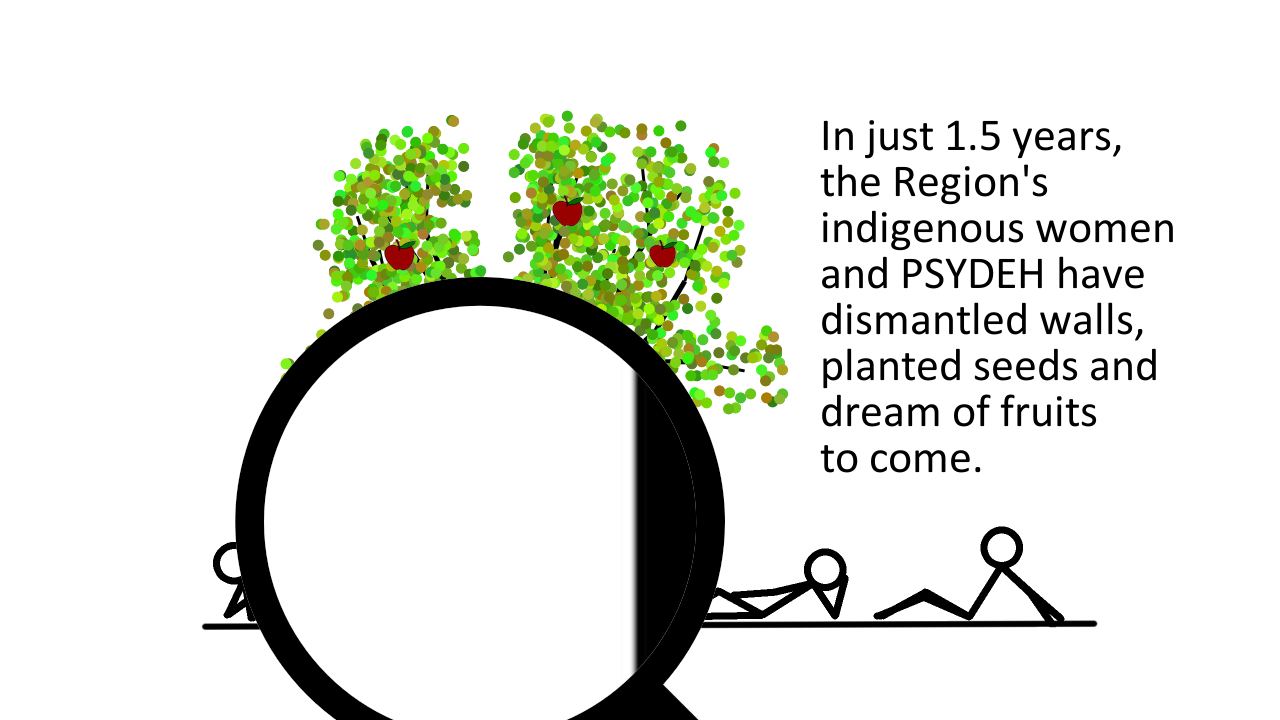 In just 1.5 years,
the Region's
indigenous women
and PSYDEH have
dismantled walls,
planted seeds and
dream of fruits
to come.